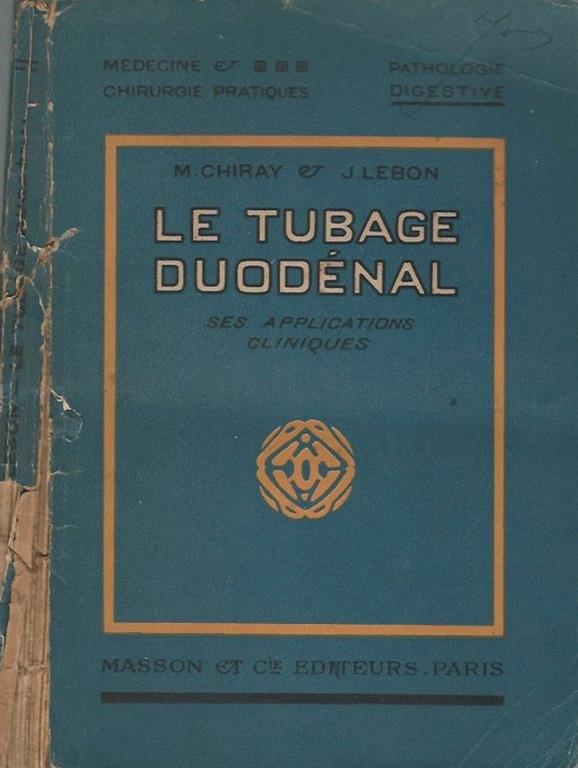 MEDECINE ET
CHIRURGIE PRATIQUES
PATHOLOGIE
DIGESTIVE
M. CHIRAY ET J. LEBON
LE TUBAGE
DUODÉNAL
SES APPLICATIONS
CLINIQUES
MASSON ET CIE EDITEURS. PARIS